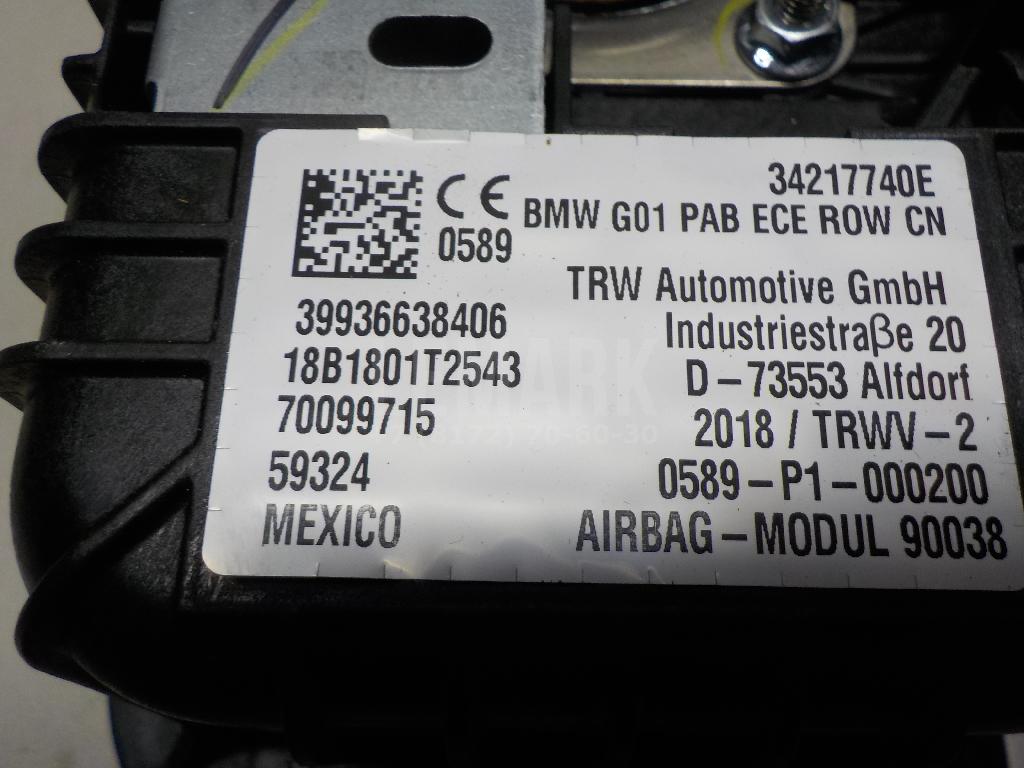 34217740E
CE
0589
BMW G01 PAB ECE ROW CN
TRW Automotive GmbH
Industriestraße 20
D-73553 Alfdorf
2018 / TRWV-2
0589-P1-000200
AIRBAG-MODUL 90038
39936638406
18B1801T2543
70099715
59324
MEXICO